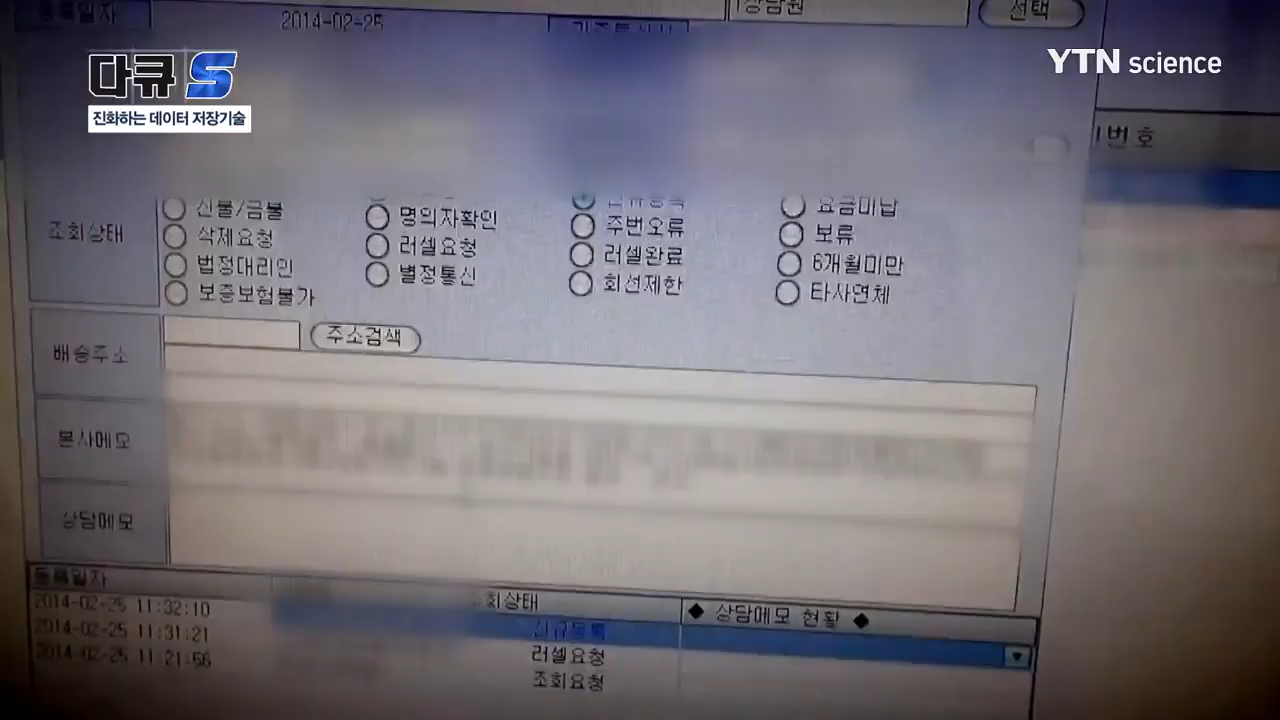 등록일자 2014-02-25 상담원 선택
다큐 S
YTN science
진화하는 데이터 저장기술
번호
조회상태
신불/금불 요금미납
명의자확인 주번오류 보류
삭제요청 러셀요청 러셀완료 6개월미만
법정대리인 별정통신 회선제한 타사연체
보증보험불가
배송주소 주소검색
본사메모
상담메모
등록일자 회상태 ◆ 상담메모 현황 ◆
2014-02-25 11:32:10 신규등록
2014-02-25 11:31:21 러셀요청
2014-02-25 11:21:56 조회요청